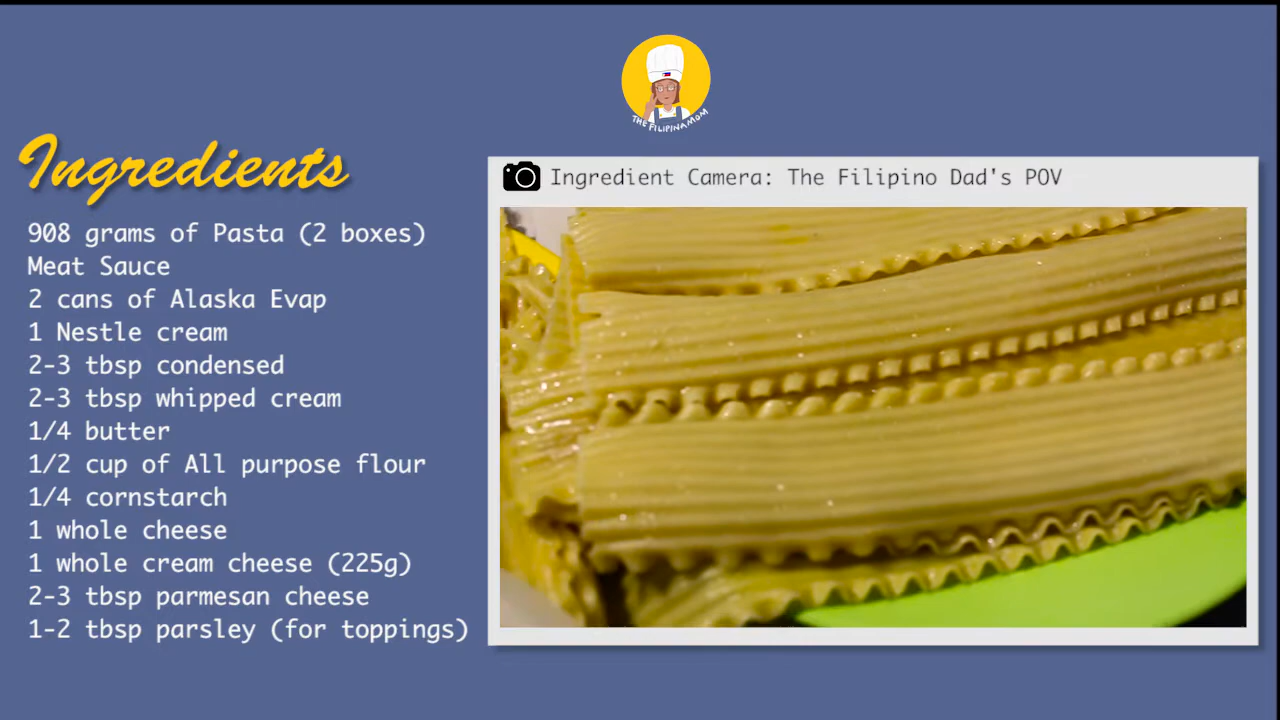 THE FILIPINA MOM
Ingredients
Ingredient Camera: The Filipino Dad's POV
908 grams of Pasta (2 boxes)
Meat Sauce
2 cans of Alaska Evap
1 Nestle cream
2-3 tbsp condensed
2-3 tbsp whipped cream
1/4 butter
1/2 cup of All purpose flour
1/4 cornstarch
1 whole cheese
1 whole cream cheese (225g)
2-3 tbsp parmesan cheese
1-2 tbsp parsley (for toppings)